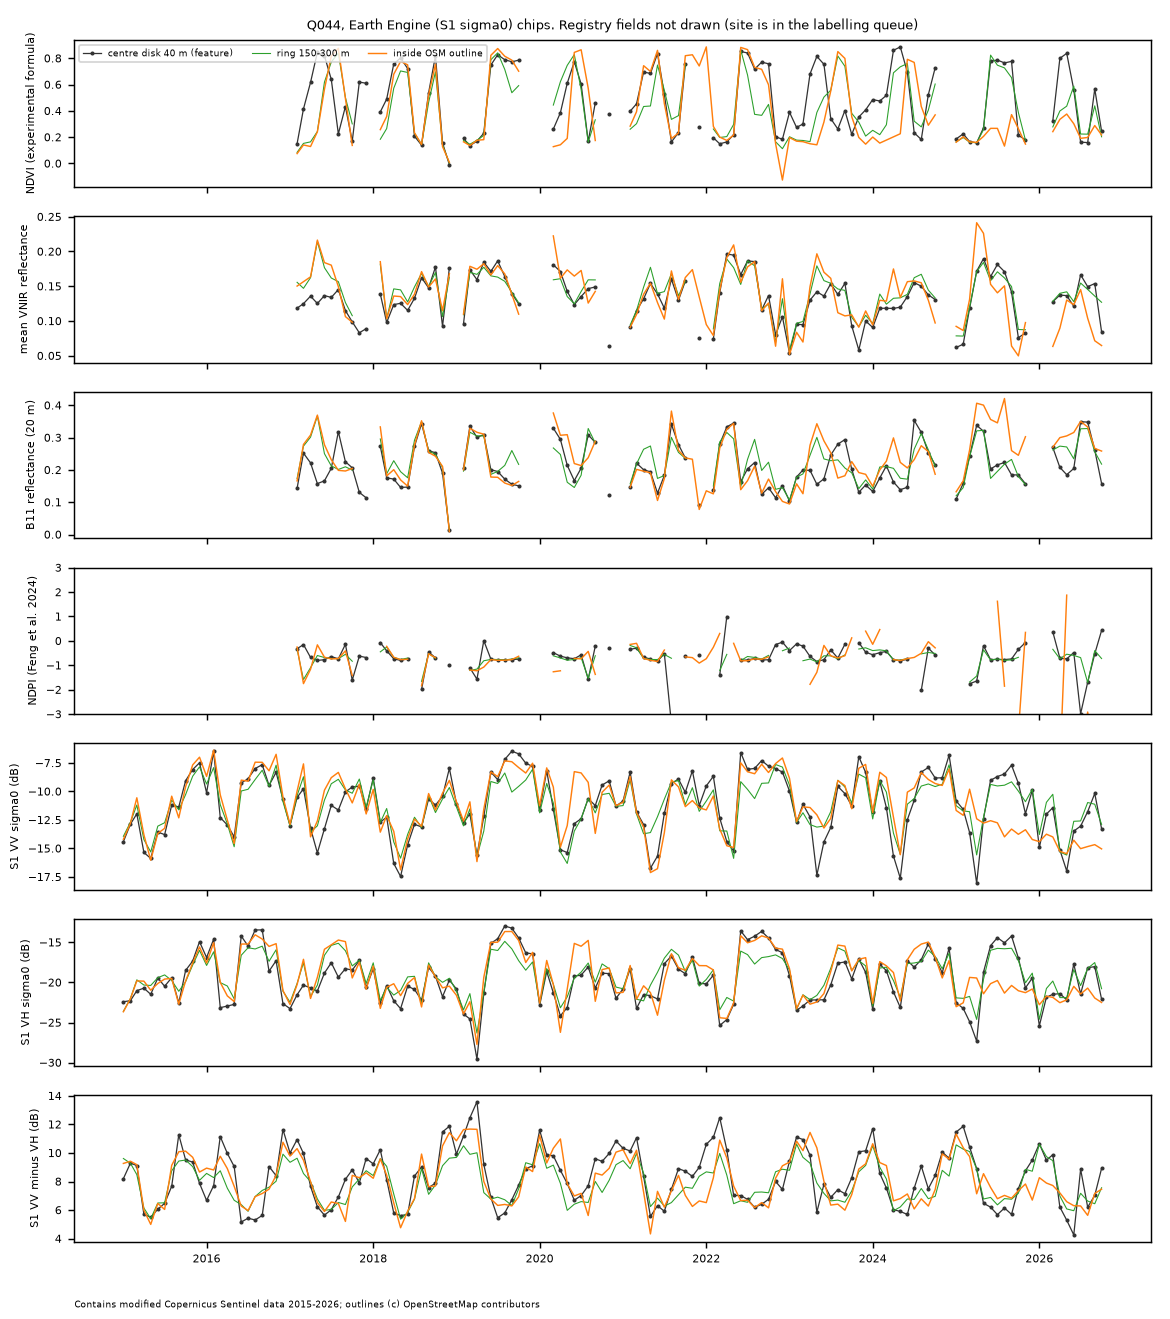 Q044, Earth Engine (S1 sigma0) chips. Registry fields not drawn (site is in the labelling queue)
centre disk 40 m (feature)
ring 150-300 m
inside OSM outline
NDVI (experimental formula)
0.8
0.6
0.4
0.2
0.0
mean VNIR reflectance
0.25
0.20
0.15
0.10
0.05
B11 reflectance (20 m)
0.4
0.3
0.2
0.1
0.0
NDPI (Feng et al. 2024)
3
2
1
0
−1
−2
−3
S1 VV sigma0 (dB)
−7.5
−10.0
−12.5
−15.0
−17.5
S1 VH sigma0 (dB)
−15
−20
−25
−30
S1 VV minus VH (dB)
14
12
10
8
6
4
2016 2018 2020 2022 2024 2026
Contains modified Copernicus Sentinel data 2015-2026; outlines (c) OpenStreetMap contributors